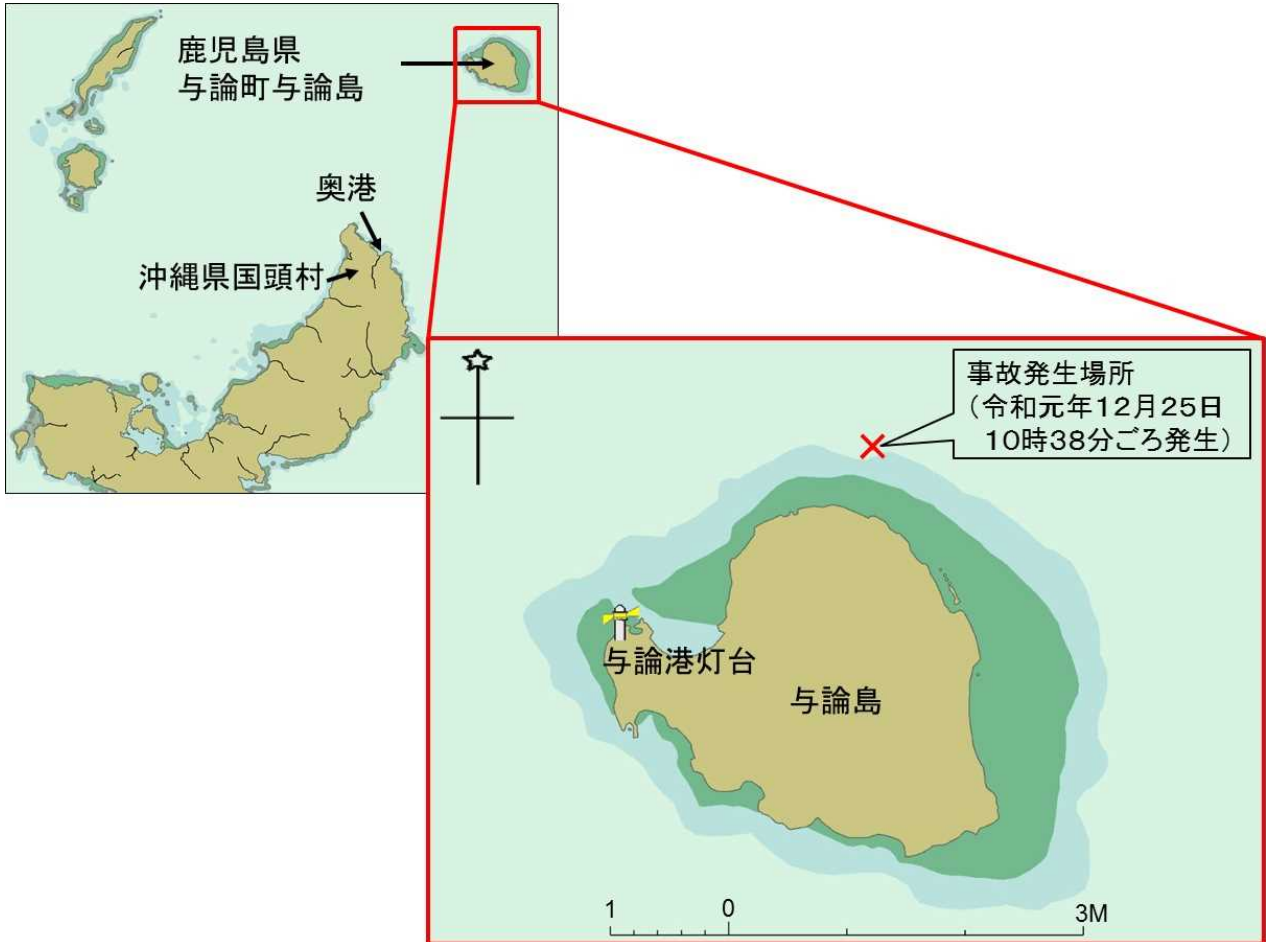 鹿児島県
与論町与論島
奥港
沖縄県国頭村
事故発生場所
(令和元年12月25日
10時38分ごろ発生)
与論港灯台
与論島
1 0 3M